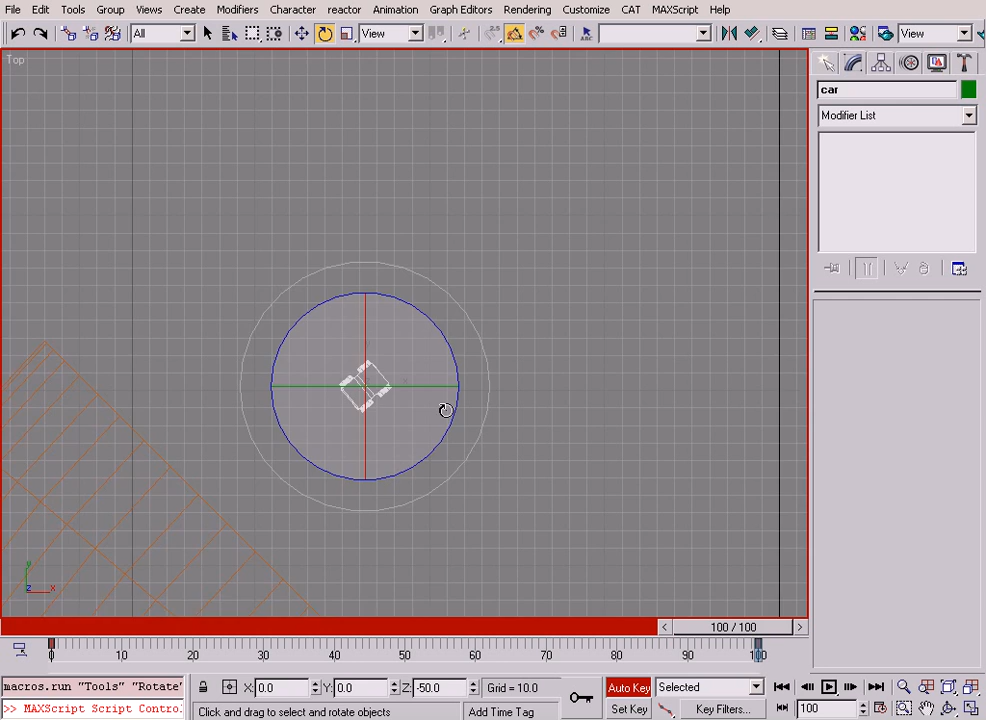 File Edit Tools Group Views Create Modifiers Character reactor Animation Graph Editors Rendering Customize CAT MAXScript Help
All View View
Top
car
Modifier List
y
z x
100 / 100
0 10 20 30 40 50 60 70 80 90 100
macros.run "Tools" "Rotate"
X: 0.0 Y: 0.0 Z: -50.0 Grid = 10.0 Auto Key Selected
>> MAXScript Script Contro.
Click and drag to select and rotate objects Add Time Tag Set Key Key Filters... 100